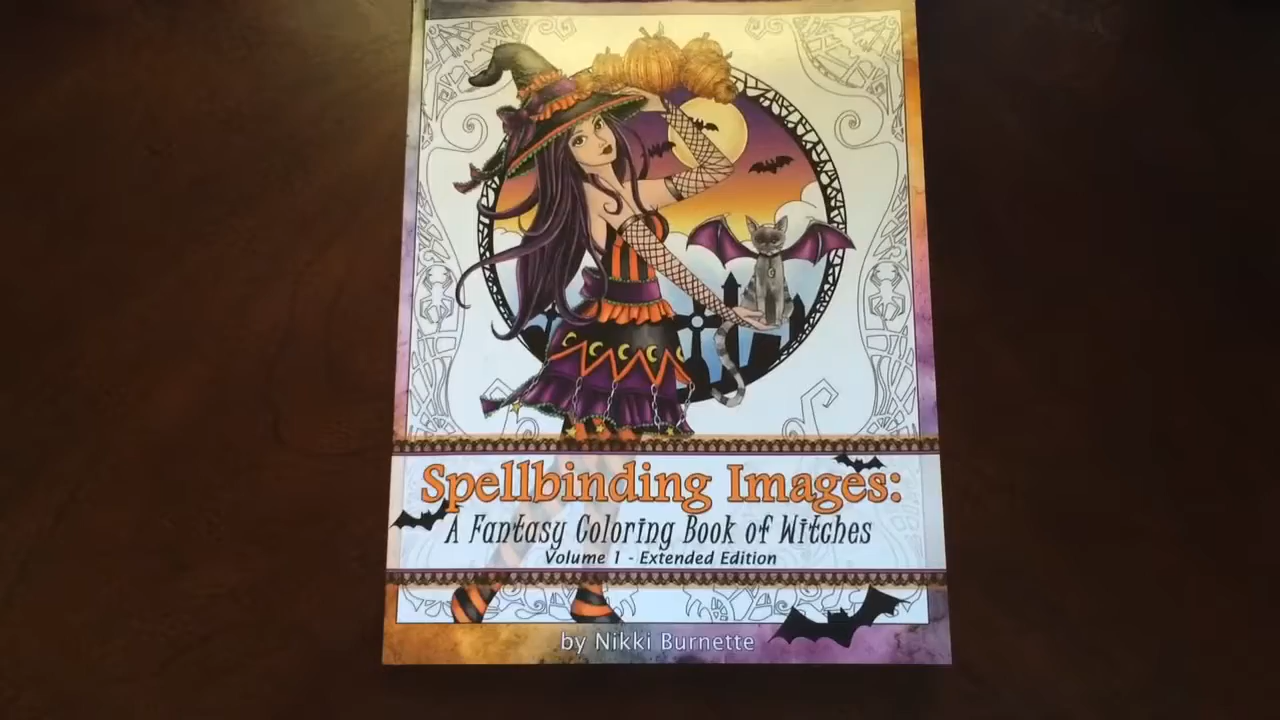 Spellbinding Images:
A Fantasy Coloring Book of Witches
Volume 1 - Extended Edition
by Nikki Burnette